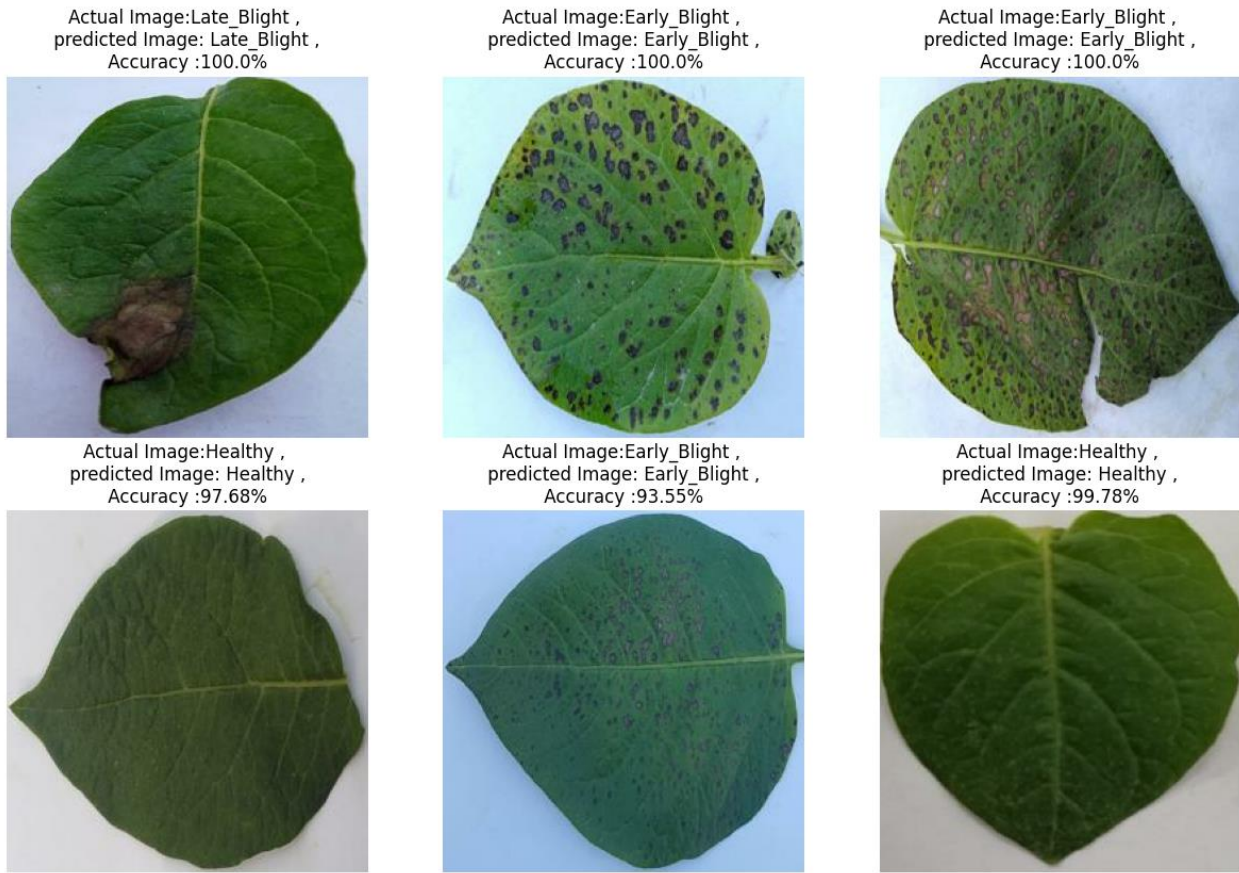 Actual Image:Late_Blight ,
predicted Image: Late_Blight ,
Accuracy :100.0%
Actual Image:Early_Blight ,
predicted Image: Early_Blight ,
Accuracy :100.0%
Actual Image:Early_Blight ,
predicted Image: Early_Blight ,
Accuracy :100.0%
Actual Image:Healthy ,
predicted Image: Healthy ,
Accuracy :97.68%
Actual Image:Early_Blight ,
predicted Image: Early_Blight ,
Accuracy :93.55%
Actual Image:Healthy ,
predicted Image: Healthy ,
Accuracy :99.78%